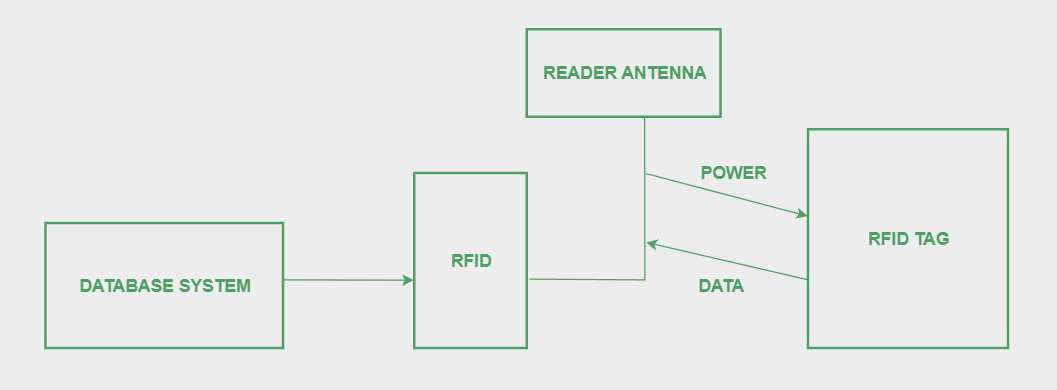 READER ANTENNA
POWER
RFID TAG
RFID
DATABASE SYSTEM
DATA